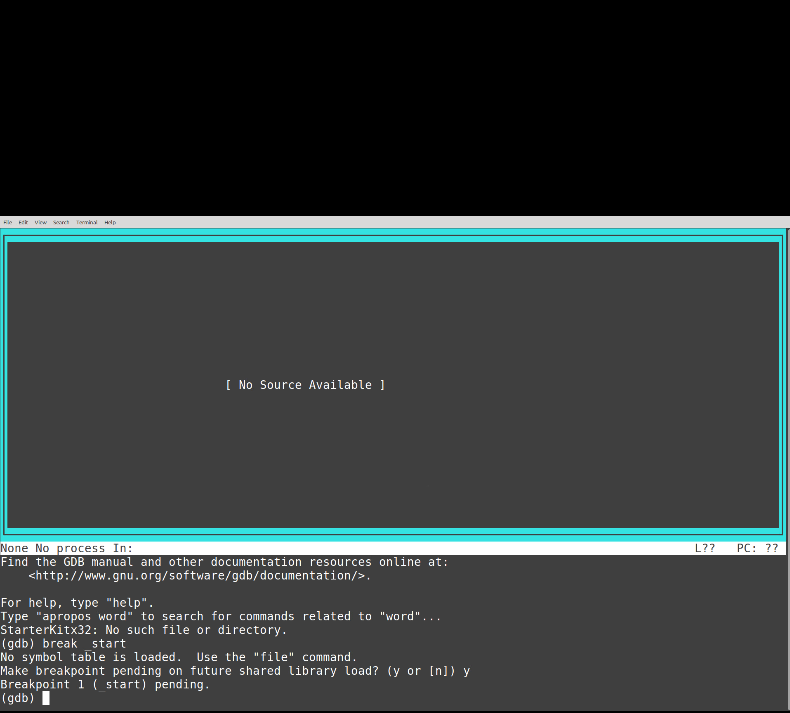 File Edit View Search Terminal Help
[ No Source Available ]
None No process In: L?? PC: ??
Find the GDB manual and other documentation resources online at:
<http://www.gnu.org/software/gdb/documentation/>.
For help, type "help".
Type "apropos word" to search for commands related to "word"...
StarterKitx32: No such file or directory.
(gdb) break _start
No symbol table is loaded.  Use the "file" command.
Make breakpoint pending on future shared library load? (y or [n]) y
Breakpoint 1 (_start) pending.
(gdb)